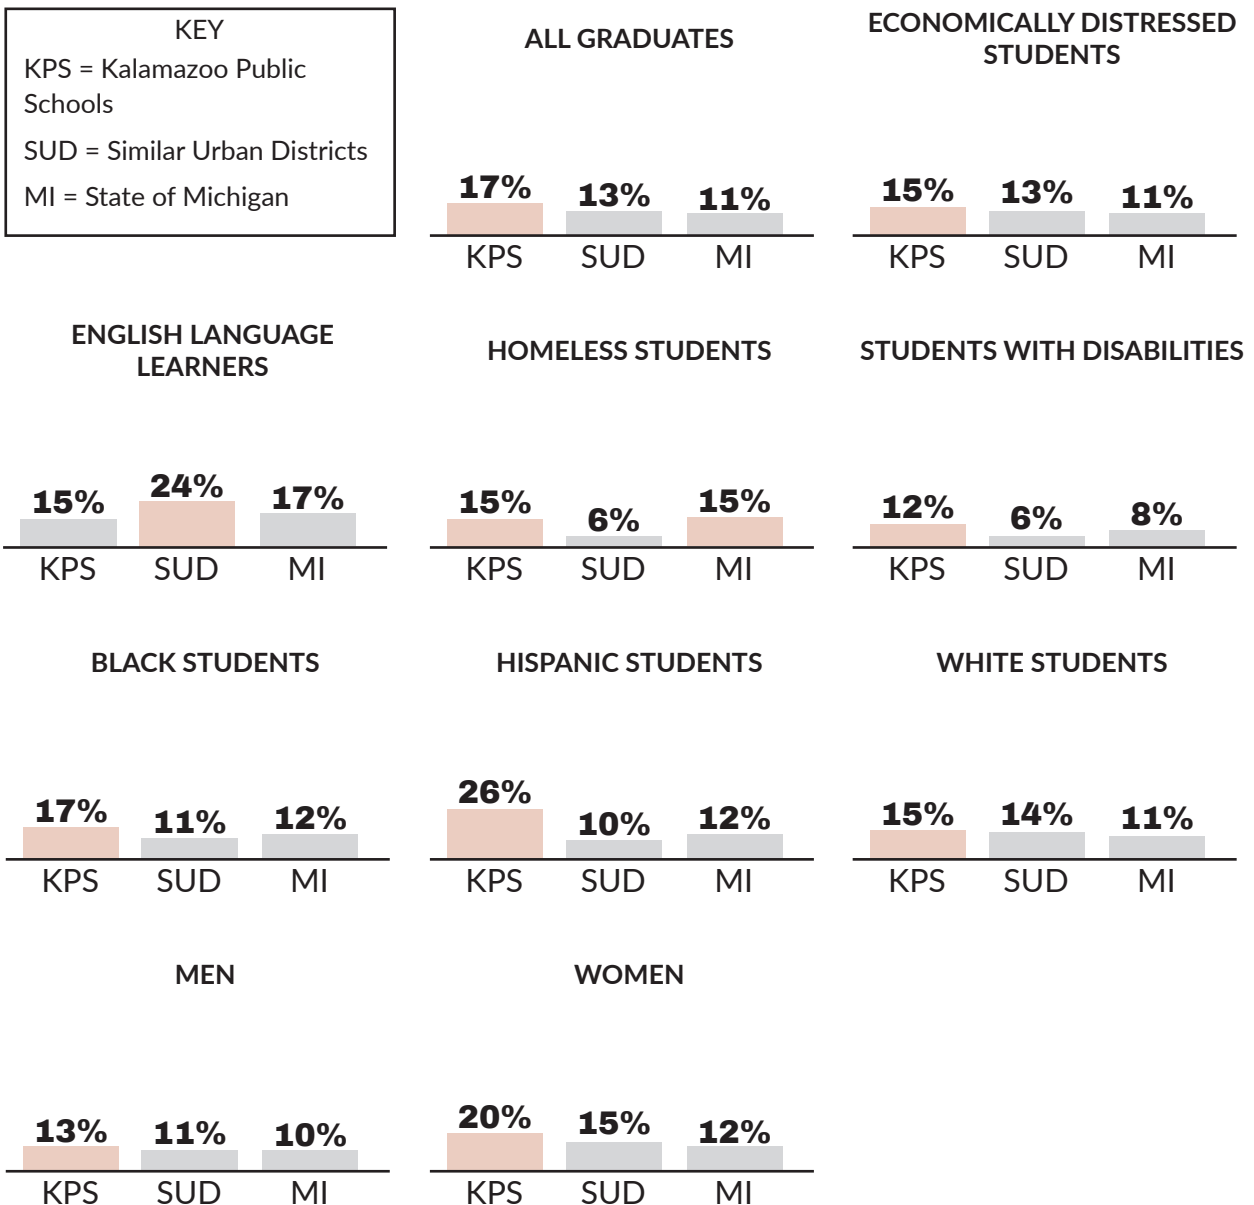 KEY
KPS = Kalamazoo Public
Schools
SUD = Similar Urban Districts
MI = State of Michigan
ALL GRADUATES
17% 13% 11%
KPS SUD MI
ECONOMICALLY DISTRESSED
STUDENTS
15% 13% 11%
KPS SUD MI
ENGLISH LANGUAGE
LEARNERS
15% 24% 17%
KPS SUD MI
HOMELESS STUDENTS
15% 6% 15%
KPS SUD MI
STUDENTS WITH DISABILITIES
12% 6% 8%
KPS SUD MI
BLACK STUDENTS
17% 11% 12%
KPS SUD MI
HISPANIC STUDENTS
26% 10% 12%
KPS SUD MI
WHITE STUDENTS
15% 14% 11%
KPS SUD MI
MEN
13% 11% 10%
KPS SUD MI
WOMEN
20% 15% 12%
KPS SUD MI